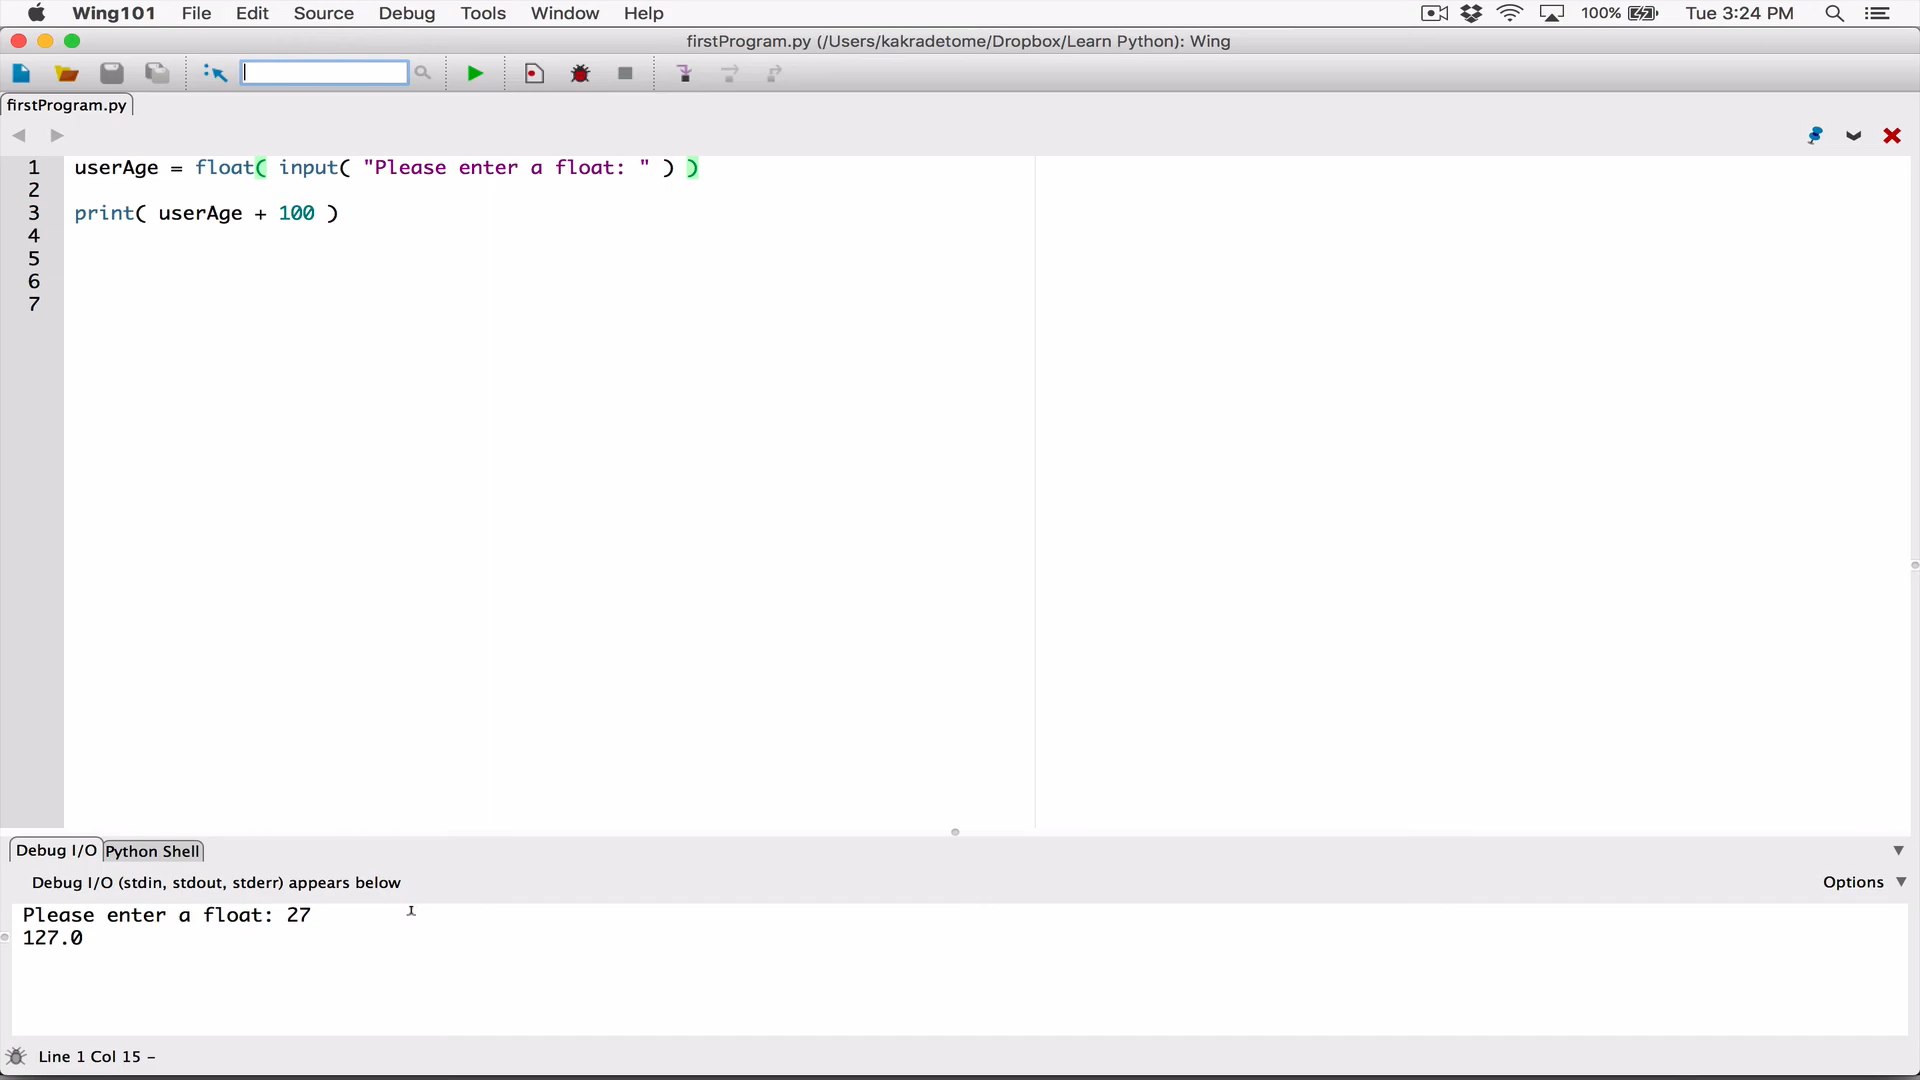 Wing101 File Edit Source Debug Tools Window Help 100% Tue 3:24 PM
firstProgram.py (/Users/kakradetome/Dropbox/Learn Python): Wing
firstProgram.py
1 userAge = float( input( "Please enter a float: " ) )
2
3 print( userAge + 100 )
4
5
6
7
Debug I/O Python Shell
Debug I/O (stdin, stdout, stderr) appears below Options
Please enter a float: 27
127.0
Line 1 Col 15 –